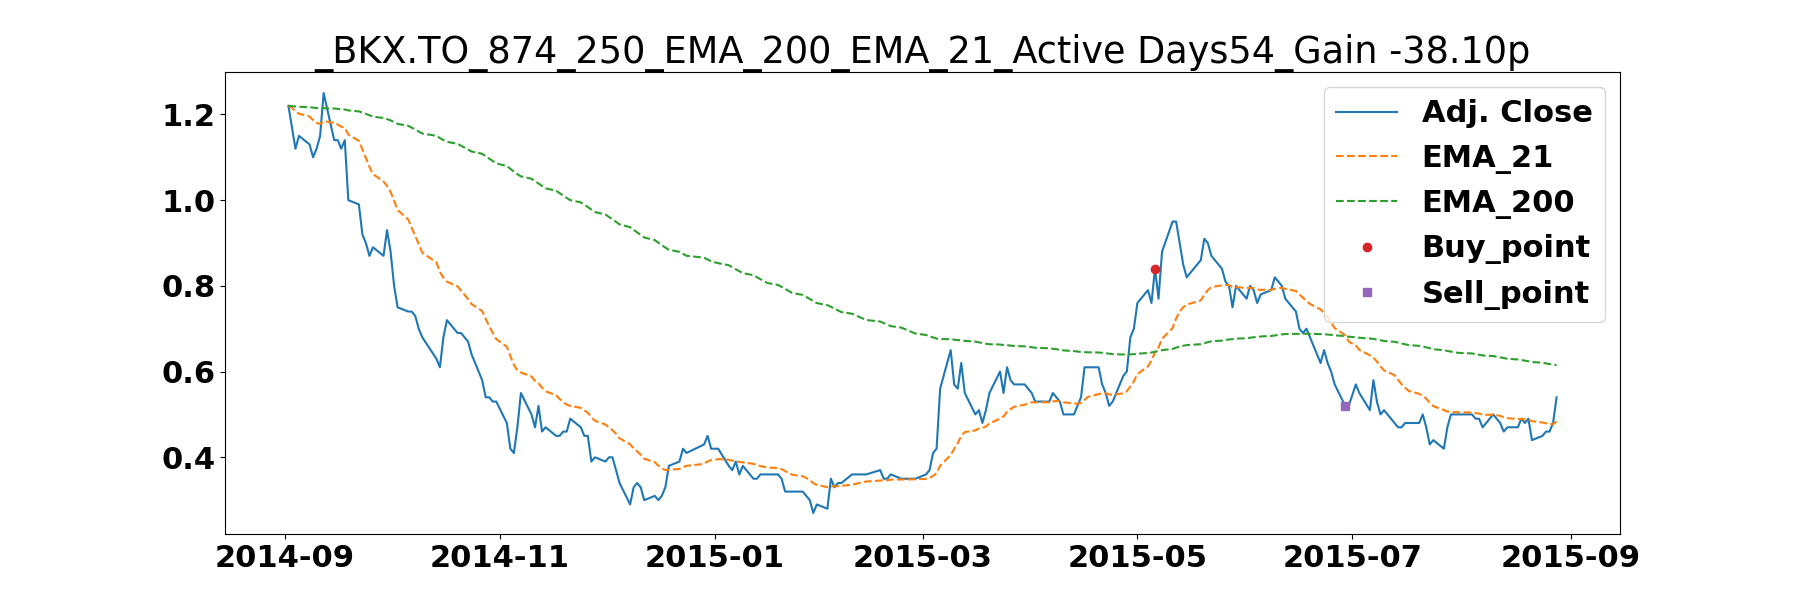 _BKX.TO_874_250_EMA_200_EMA_21_Active Days54_Gain -38.10p
1.2
1.0
0.8
0.6
0.4
Adj. Close
EMA_21
EMA_200
Buy_point
Sell_point
2014-09 2014-11 2015-01 2015-03 2015-05 2015-07 2015-09